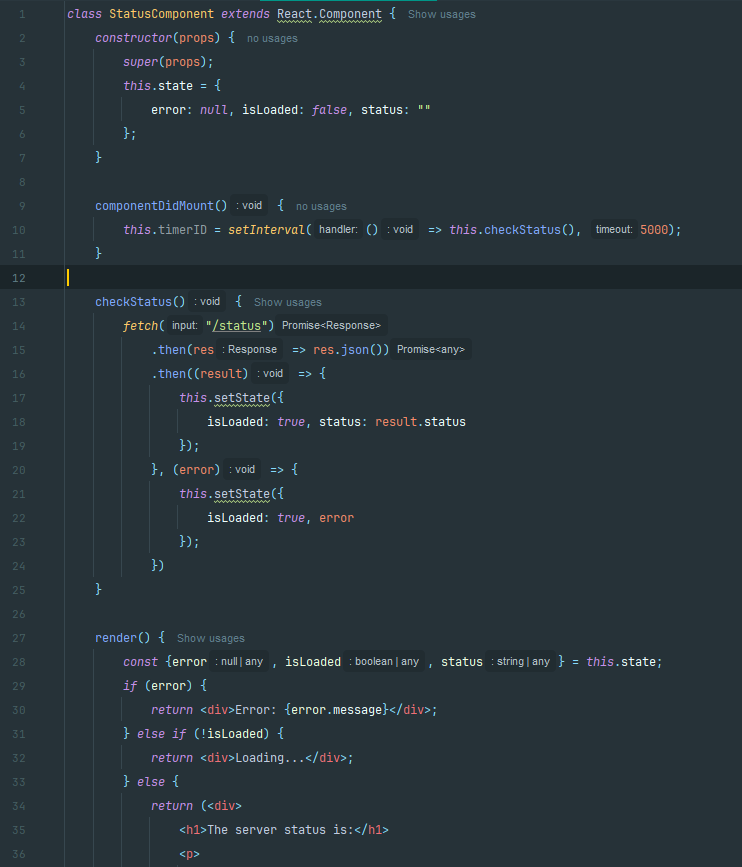 1 class StatusComponent extends React.Component { Show usages
2 constructor(props) { no usages
3 super(props);
4 this.state = {
5 error: null, isLoaded: false, status: ""
6 };
7 }
8
9 componentDidMount() : void { no usages
10 this.timerID = setInterval( handler: () : void => this.checkStatus(), timeout: 5000);
11 }
12
13 checkStatus() : void { Show usages
14 fetch( input: "/status") Promise<Response>
15 .then(res : Response => res.json()) Promise<any>
16 .then((result) : void => {
17 this.setState({
18 isLoaded: true, status: result.status
19 });
20 }, (error) : void => {
21 this.setState({
22 isLoaded: true, error
23 });
24 })
25 }
26
27 render() { Show usages
28 const {error : null | any , isLoaded : boolean | any , status : string | any } = this.state;
29 if (error) {
30 return <div>Error: {error.message}</div>;
31 } else if (!isLoaded) {
32 return <div>Loading...</div>;
33 } else {
34 return (<div>
35 <h1>The server status is:</h1>
36 <p>